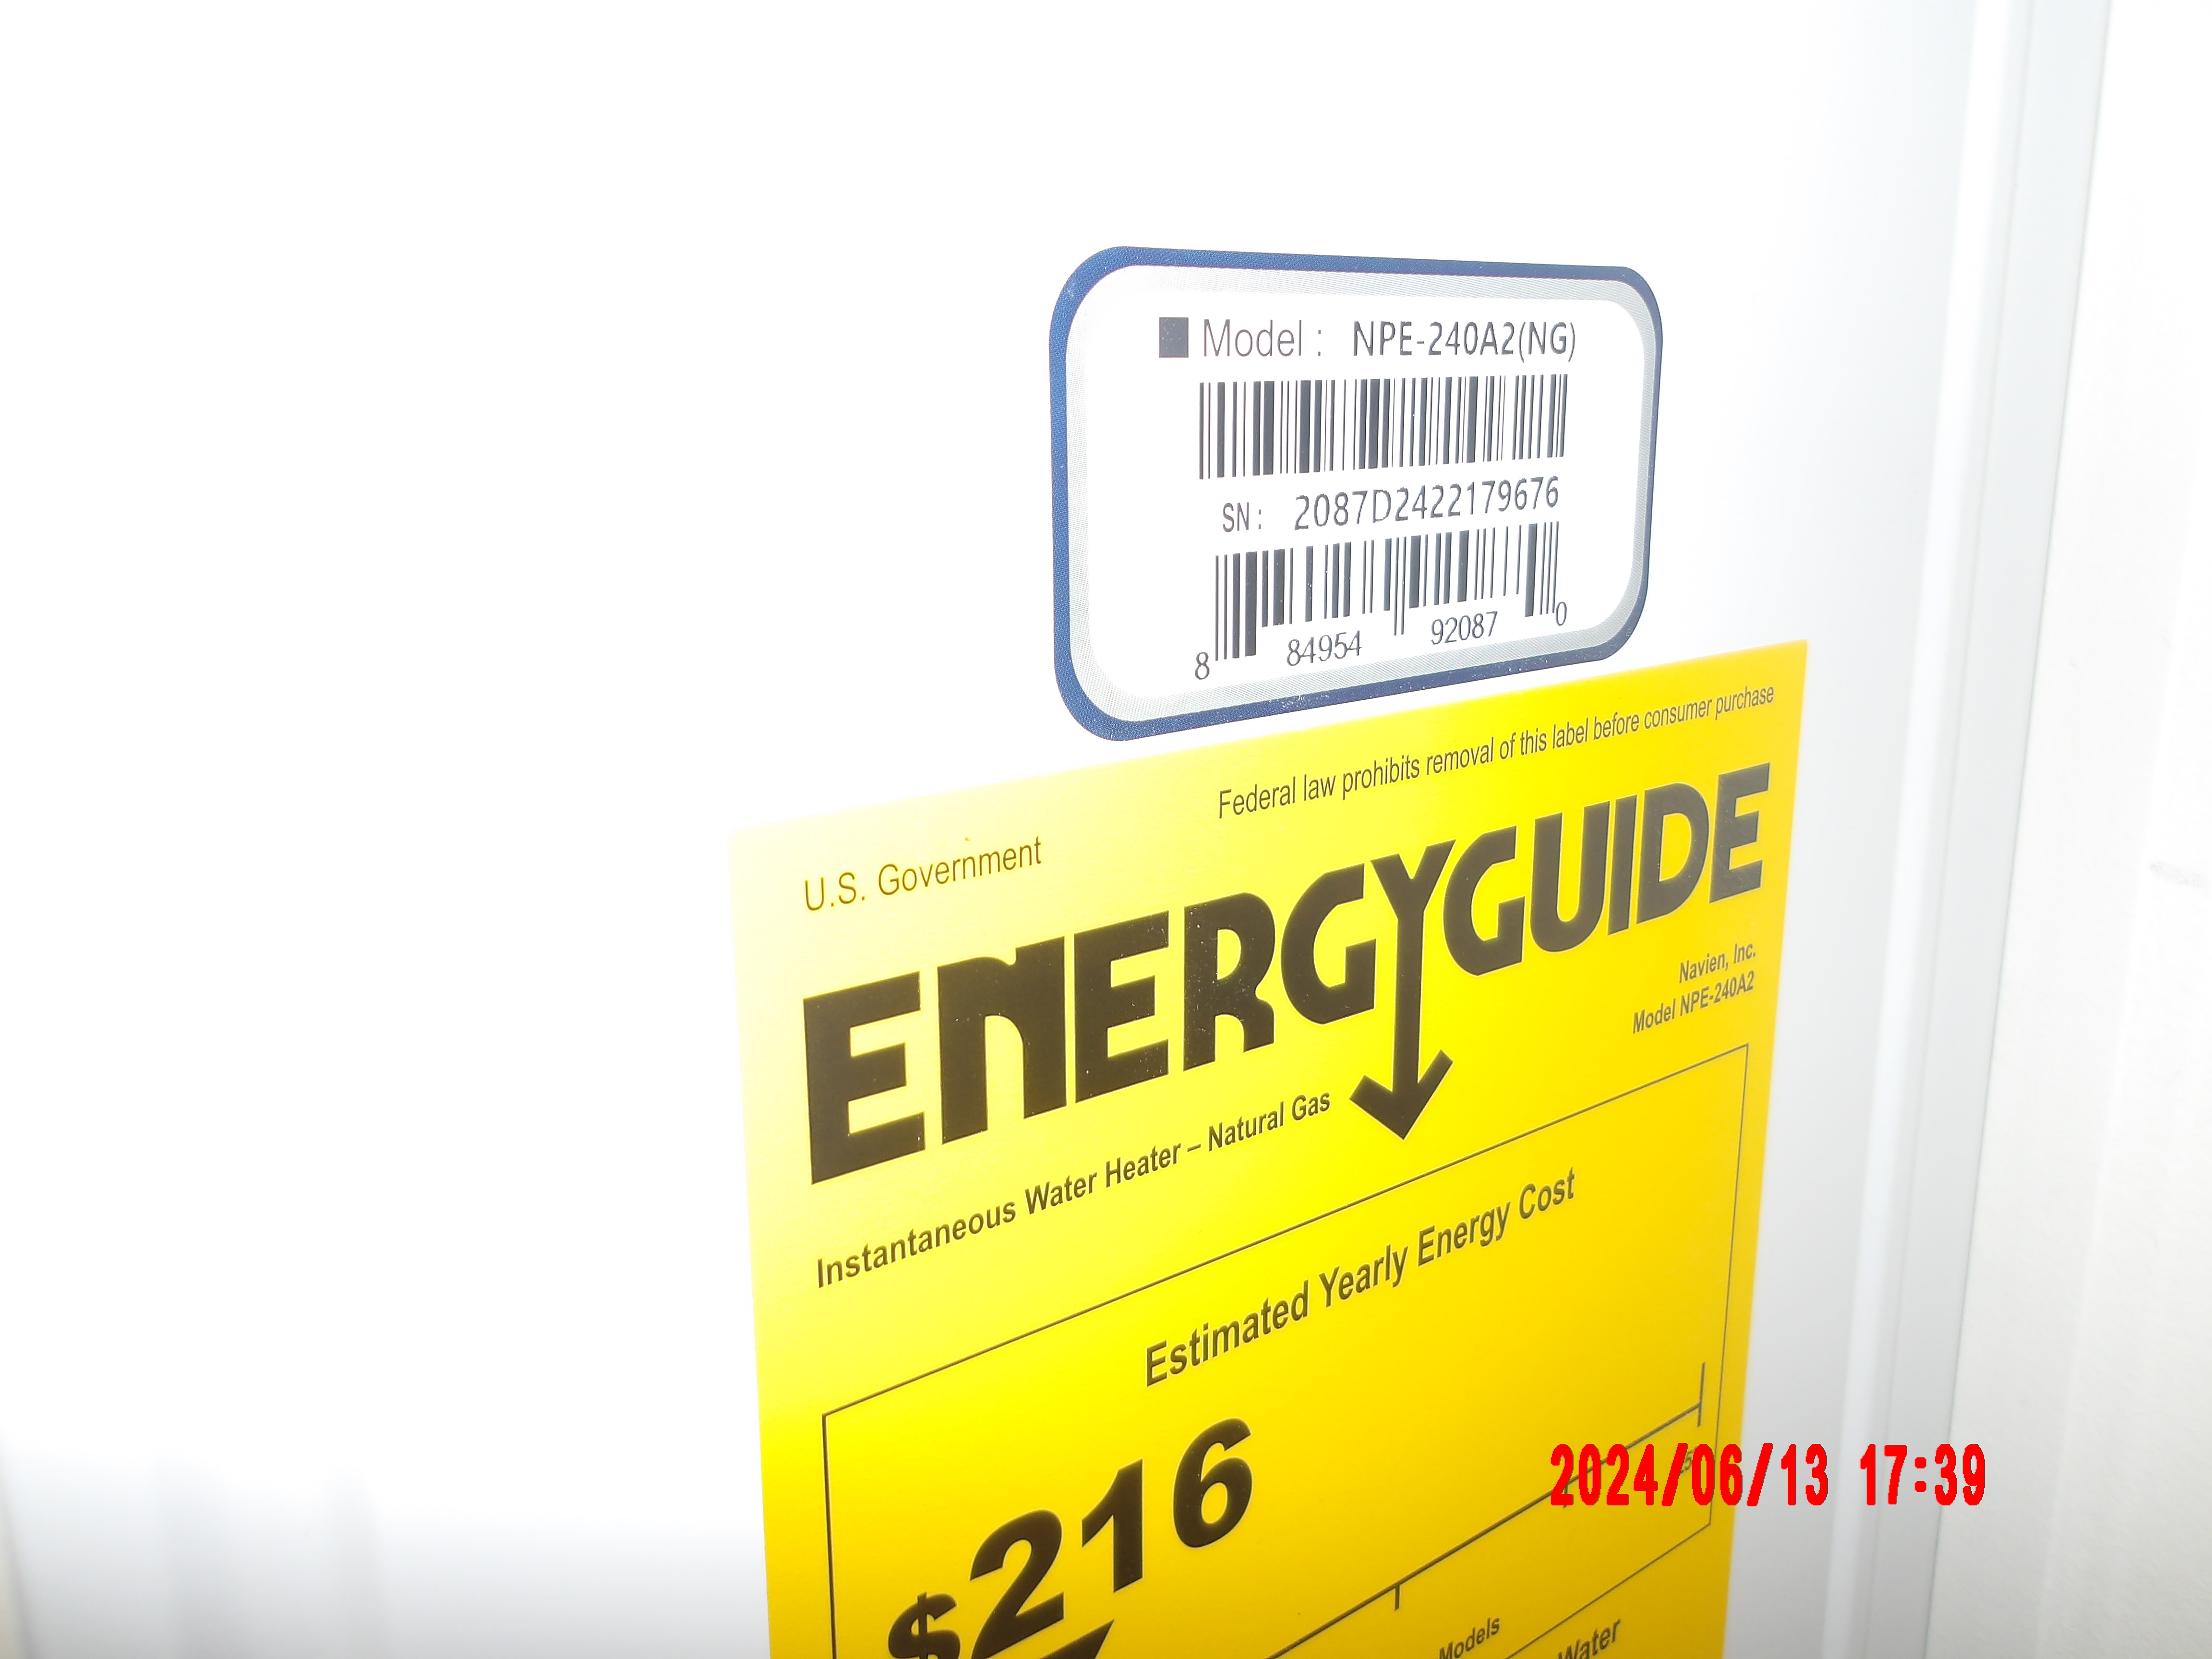 ■ Model : NPE-240A2(NG)
SN : 2087D2422179676
8 84954 92087 0
Federal law prohibits removal of this label before consumer purchase
U.S. Government
ENERGYGUIDE
Navien, Inc.
Model NPE-240A2
Instantaneous Water Heater – Natural Gas
Estimated Yearly Energy Cost
$216
2024/06/13 17:39
Models
Water